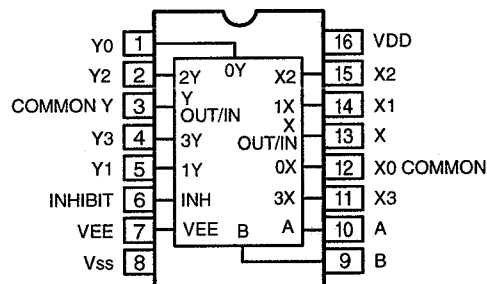 Y0 1
Y2 2
COMMON Y 3
Y3 4
Y1 5
INHIBIT 6
VEE 7
Vss 8
0Y
2Y
Y
OUT/IN
3Y
1Y
INH
VEE
B
X2
1X
X
OUT/IN
0X
3X
A
16 VDD
15 X2
14 X1
13 X
12 X0 COMMON
11 X3
10 A
9 B